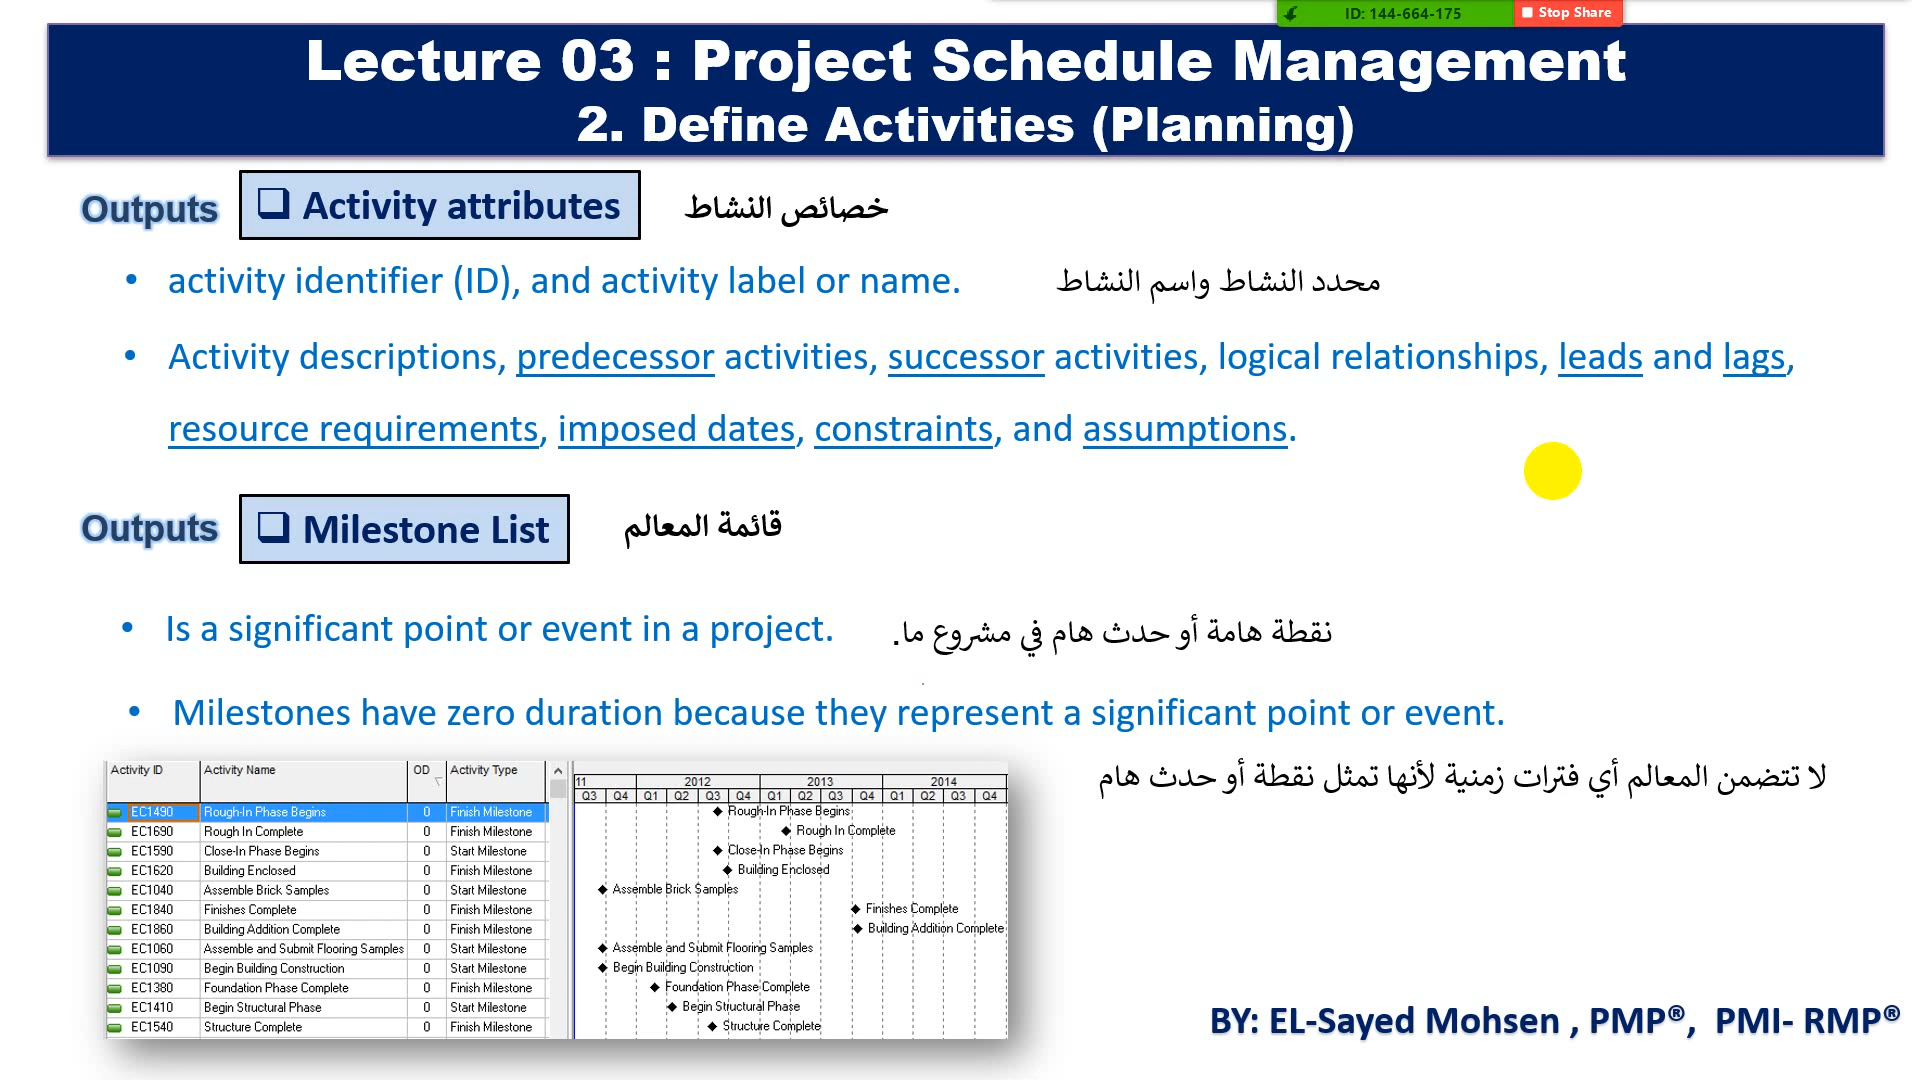 ID: 144-664-175 Stop Share
Lecture 03 : Project Schedule Management
2. Define Activities (Planning)
Outputs ❑ Activity attributes خصائص النشاط
• activity identifier (ID), and activity label or name. محدد النشاط واسم النشاط
• Activity descriptions, predecessor activities, successor activities, logical relationships, leads and lags,
resource requirements, imposed dates, constraints, and assumptions.
Outputs ❑ Milestone List قائمة المعالم
• Is a significant point or event in a project. نقطة هامة أو حدث هام في مشروع ما.
• Milestones have zero duration because they represent a significant point or event.
لا تتضمن المعالم أي فترات زمنية لأنها تمثل نقطة أو حدث هام
Activity ID Activity Name OD Activity Type
11 2012 2013 2014
Q3 Q4 Q1 Q2 Q3 Q4 Q1 Q2 Q3 Q4 Q1 Q2 Q3 Q4
EC1490 Rough-In Phase Begins 0 Finish Milestone Rough-In Phase Begins
EC1690 Rough In Complete 0 Finish Milestone Rough In Complete
EC1590 Close-In Phase Begins 0 Start Milestone Close-In Phase Begins
EC1620 Building Enclosed 0 Finish Milestone Building Enclosed
EC1040 Assemble Brick Samples 0 Start Milestone Assemble Brick Samples
EC1840 Finishes Complete 0 Finish Milestone Finishes Complete
EC1860 Building Addition Complete 0 Finish Milestone Building Addition Complete
EC1060 Assemble and Submit Flooring Samples 0 Start Milestone Assemble and Submit Flooring Samples
EC1090 Begin Building Construction 0 Start Milestone Begin Building Construction
EC1380 Foundation Phase Complete 0 Finish Milestone Foundation Phase Complete
EC1410 Begin Structural Phase 0 Start Milestone Begin Structural Phase
EC1540 Structure Complete 0 Finish Milestone Structure Complete
BY: EL-Sayed Mohsen , PMP®, PMI- RMP®